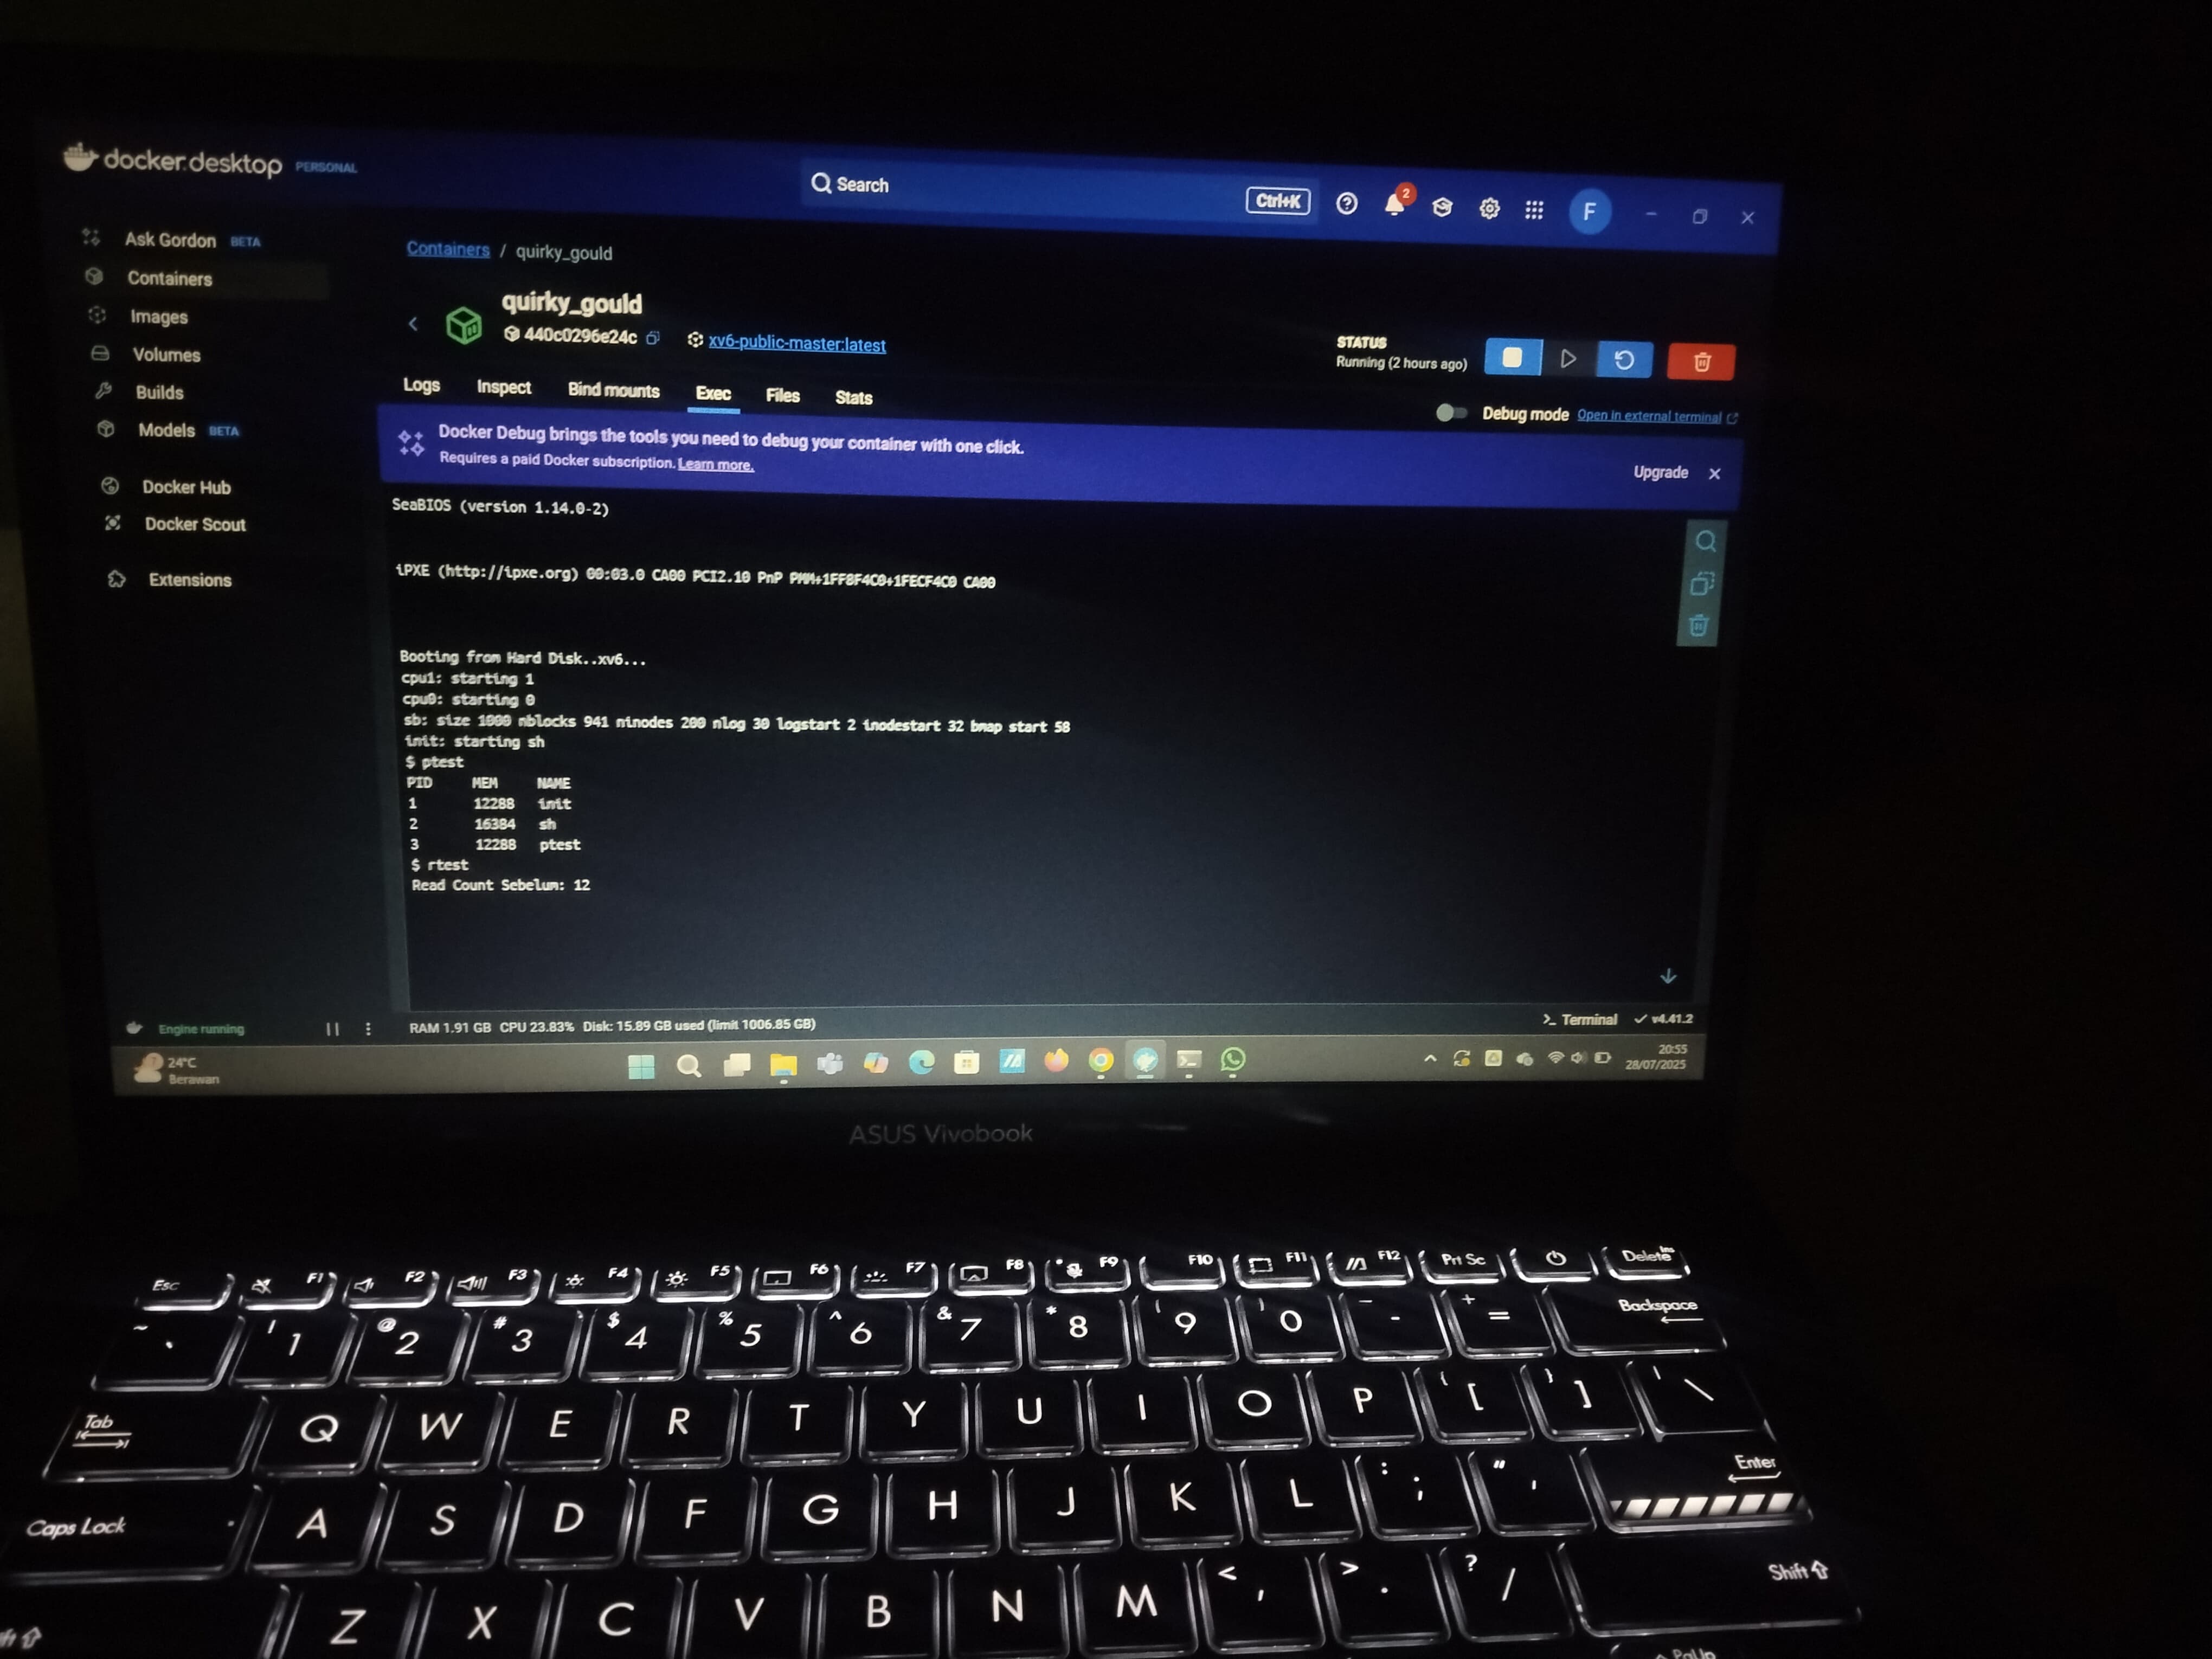 docker.desktop PERSONAL
Search
Ctrl+K
2
F
Ask Gordon BETA
Containers
Images
Volumes
Builds
Models BETA
Docker Hub
Docker Scout
Extensions
Containers / quirky_gould
quirky_gould
440c0296e24c
xv6-public-master:latest
STATUS
Running (2 hours ago)
Logs Inspect Bind mounts Exec Files Stats
Debug mode Open in external terminal
Docker Debug brings the tools you need to debug your container with one click.
Requires a paid Docker subscription. Learn more.
Upgrade
SeaBIOS (version 1.14.0-2)
iPXE (http://ipxe.org) 00:03.0 CA00 PCI2.10 PnP PMM+1FF8F4C0+1FECF4C0 CA00
Booting from Hard Disk..xv6...
cpu1: starting 1
cpu0: starting 0
sb: size 1000 nblocks 941 ninodes 200 nlog 30 logstart 2 inodestart 32 bmap start 58
init: starting sh
$ ptest
PID MEM NAME
1 12288 init
2 16384 sh
3 12288 ptest
$ rtest
Read Count Sebelum: 12
Engine running
RAM 1.91 GB CPU 23.83% Disk: 15.89 GB used (limit 1006.85 GB)
>_ Terminal
v4.41.2
24°C
Berawan
20:55
28/07/2025
ASUS Vivobook
Esc F1 F2 F3 F4 F5 F6 F7 F8 F9 F10 F11 F12 Prt Sc Delete Ins
~ ! 1 @ 2 # 3 $ 4 % 5 ^ 6 & 7 * 8 ( 9 ) 0 _ - + = Backspace
Tab Q W E R T Y U I O P { [ } ] | \
Caps Lock A S D F G H J K L : ; " ' Enter
Z X C V B N M < , > . ? / Shift
PgUp